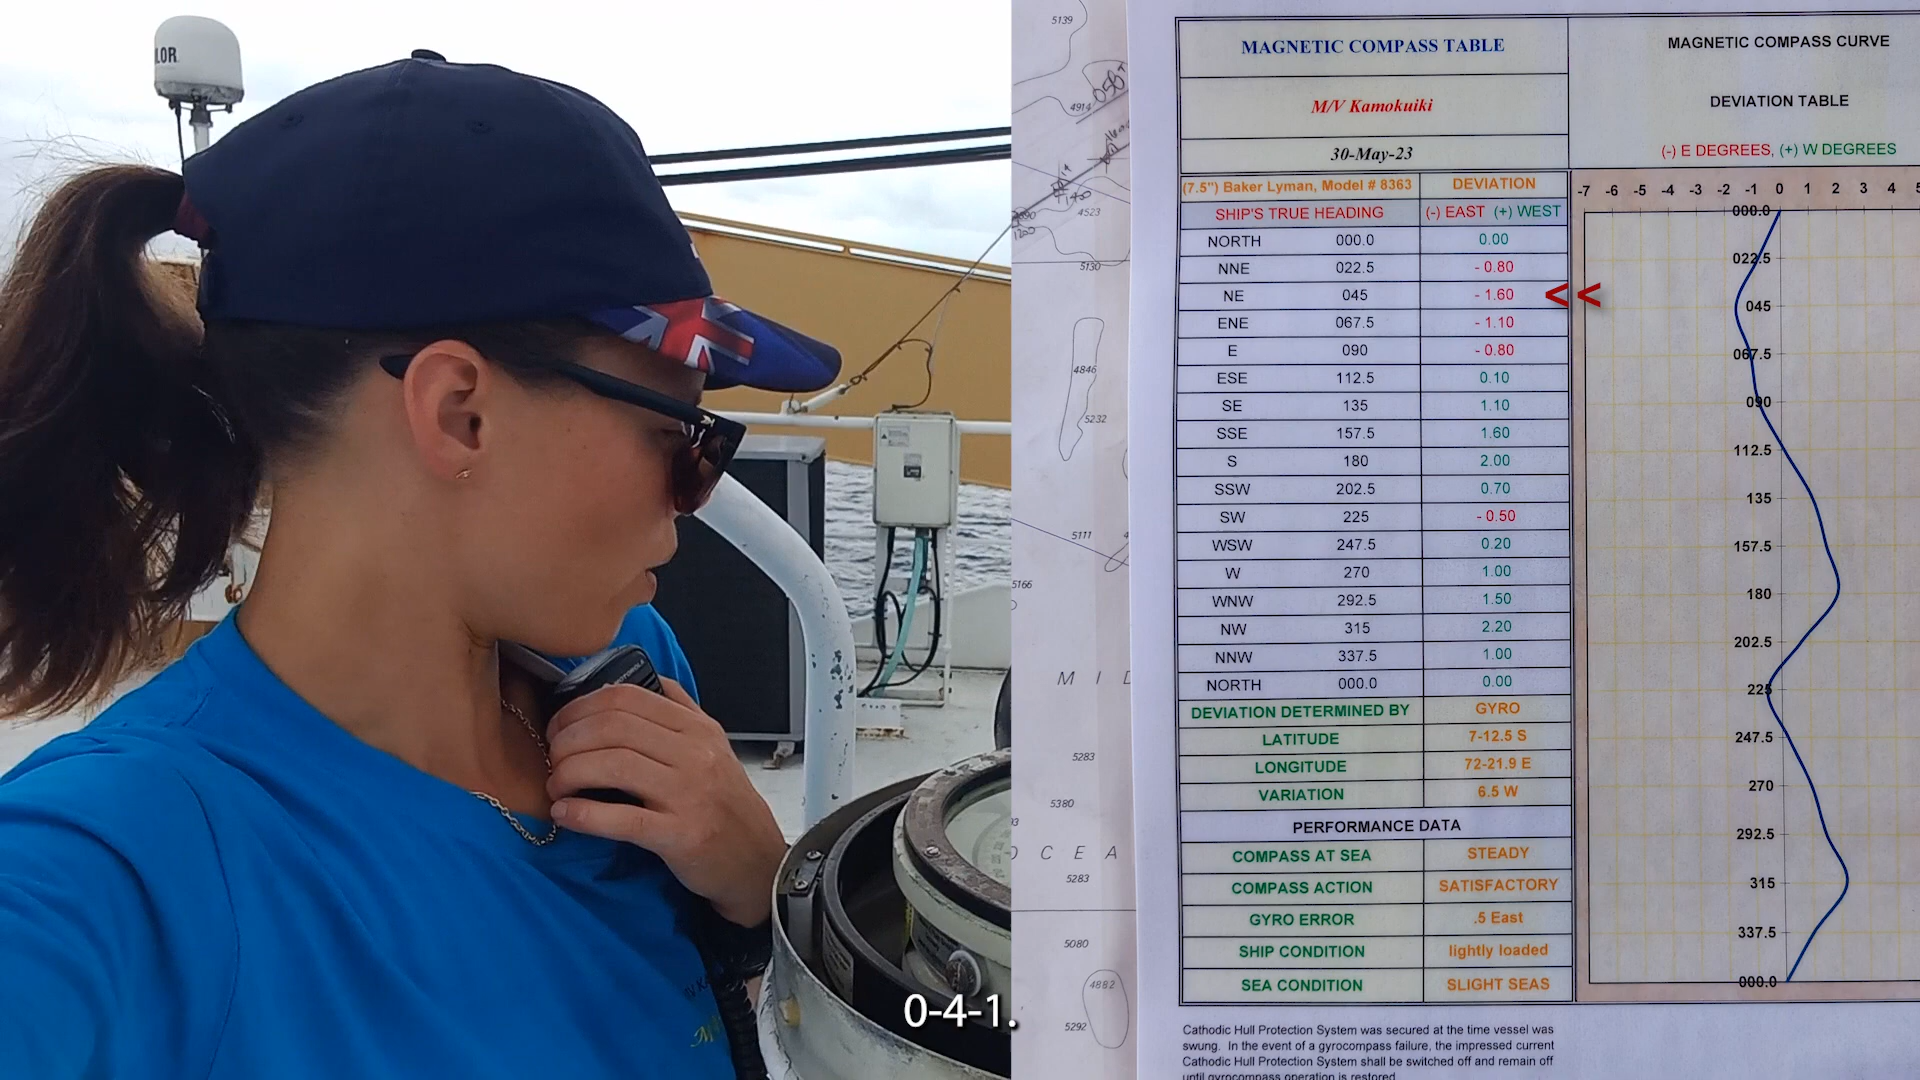 LOR
MOTOROLA
0-4-1.
5139
4914
056°T
4523
5130
4846
5232
5111
5166
M I D
5283
5380
O C E A
5283
5080
4882
5292
MAGNETIC COMPASS TABLE
M/V Kamokuiki
30-May-23
(7.5") Baker Lyman, Model # 8363 DEVIATION
SHIP'S TRUE HEADING (-) EAST (+) WEST
NORTH 000.0 0.00
NNE 022.5 - 0.80
NE 045 - 1.60 <<
ENE 067.5 - 1.10
E 090 - 0.80
ESE 112.5 0.10
SE 135 1.10
SSE 157.5 1.60
S 180 2.00
SSW 202.5 0.70
SW 225 - 0.50
WSW 247.5 0.20
W 270 1.00
WNW 292.5 1.50
NW 315 2.20
NNW 337.5 1.00
NORTH 000.0 0.00
DEVIATION DETERMINED BY GYRO
LATITUDE 7-12.5 S
LONGITUDE 72-21.9 E
VARIATION 6.5 W
PERFORMANCE DATA
COMPASS AT SEA STEADY
COMPASS ACTION SATISFACTORY
GYRO ERROR .5 East
SHIP CONDITION lightly loaded
SEA CONDITION SLIGHT SEAS
Cathodic Hull Protection System was secured at the time vessel was
swung. In the event of a gyrocompass failure, the impressed current
Cathodic Hull Protection System shall be switched off and remain off
until gyrocompass operation is restored
MAGNETIC COMPASS CURVE
DEVIATION TABLE
(-) E DEGREES, (+) W DEGREES
-7 -6 -5 -4 -3 -2 -1 0 1 2 3 4 5
000.0
022.5
045
067.5
090
112.5
135
157.5
180
202.5
225
247.5
270
292.5
315
337.5
000.0